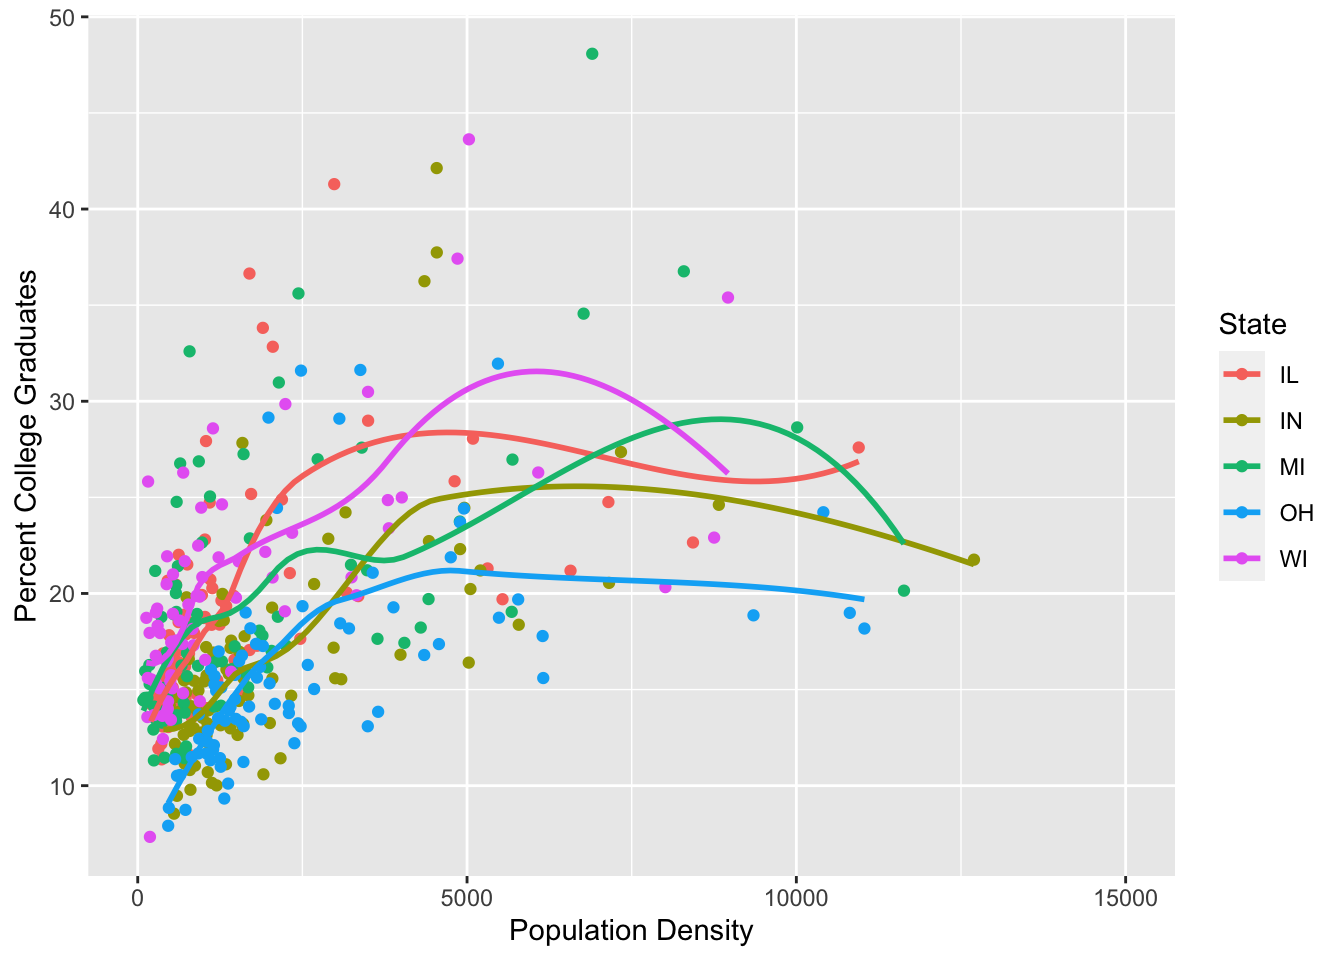 50
40
30
20
10
Percent College Graduates
0
5000
10000
15000
Population Density
State
IL
IN
MI
OH
WI